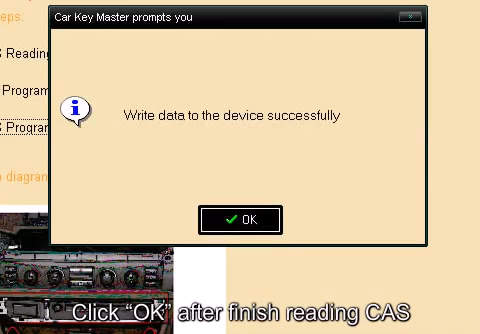 eps:
Car Key Master prompts you
S Reading
Program
Write data to the device successfully
S Program
diagram
OK
Click “OK” after finish reading CAS